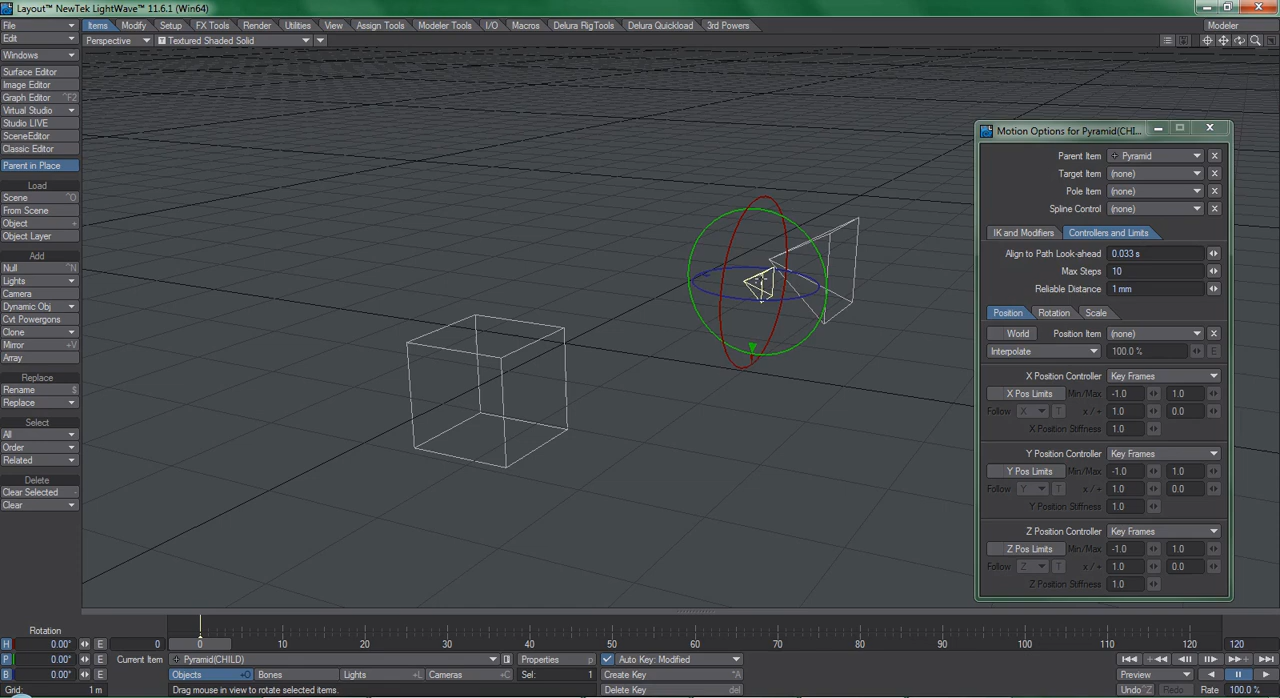 Layout™ NewTek LightWave™ 11.6.1 (Win64)
File
Items
Modify
Setup
FX Tools
Render
Utilities
View
Assign Tools
Modeler Tools
I/O
Macros
Delura RigTools
Delura Quickload
3rd Powers
Modeler
Edit
Perspective
Textured Shaded Solid
Windows
Surface Editor
Image Editor
Graph Editor ^F2
Virtual Studio
Studio LIVE
SceneEditor
Classic Editor
Parent in Place
Load
Scene ^O
From Scene
Object +
Object Layer
Add
Null ^N
Lights
Camera
Dynamic Obj
Cvt Powergons
Clone
Mirror
Array
Replace
Rename $
Replace
Select
All
Order
Related
Delete
Clear Selected -
Clear
Motion Options for Pyramid(CHI...
Parent Item + Pyramid X
Target Item (none) X
Pole Item (none) X
Spline Control (none) X
IK and Modifiers Controllers and Limits
Align to Path Look-ahead 0.033 s
Max Steps 10
Reliable Distance 1 mm
Position Rotation Scale
World Position Item (none) X
Interpolate 100.0 % E
X Position Controller Key Frames
X Pos Limits Min/Max -1.0 1.0
Follow X T x / + 1.0 0.0
X Position Stiffness 1.0
Y Position Controller Key Frames
Y Pos Limits Min/Max -1.0 1.0
Follow Y T x / + 1.0 0.0
Y Position Stiffness 1.0
Z Position Controller Key Frames
Z Pos Limits Min/Max -1.0 1.0
Follow Z T x / + 1.0 0.0
Z Position Stiffness 1.0
Rotation
H 0.00° E 0 0 10 20 30 40 50 60 70 80 90 100 110 120 120
P 0.00° E Current Item + Pyramid(CHILD) Properties p Auto Key: Modified
B 0.00° E Objects +O Bones Lights +L Cameras +C Sel: 1 Create Key Preview
Grid: 1 m Drag mouse in view to rotate selected items. Delete Key del Undo ^Z Redo Rate 100.0 %